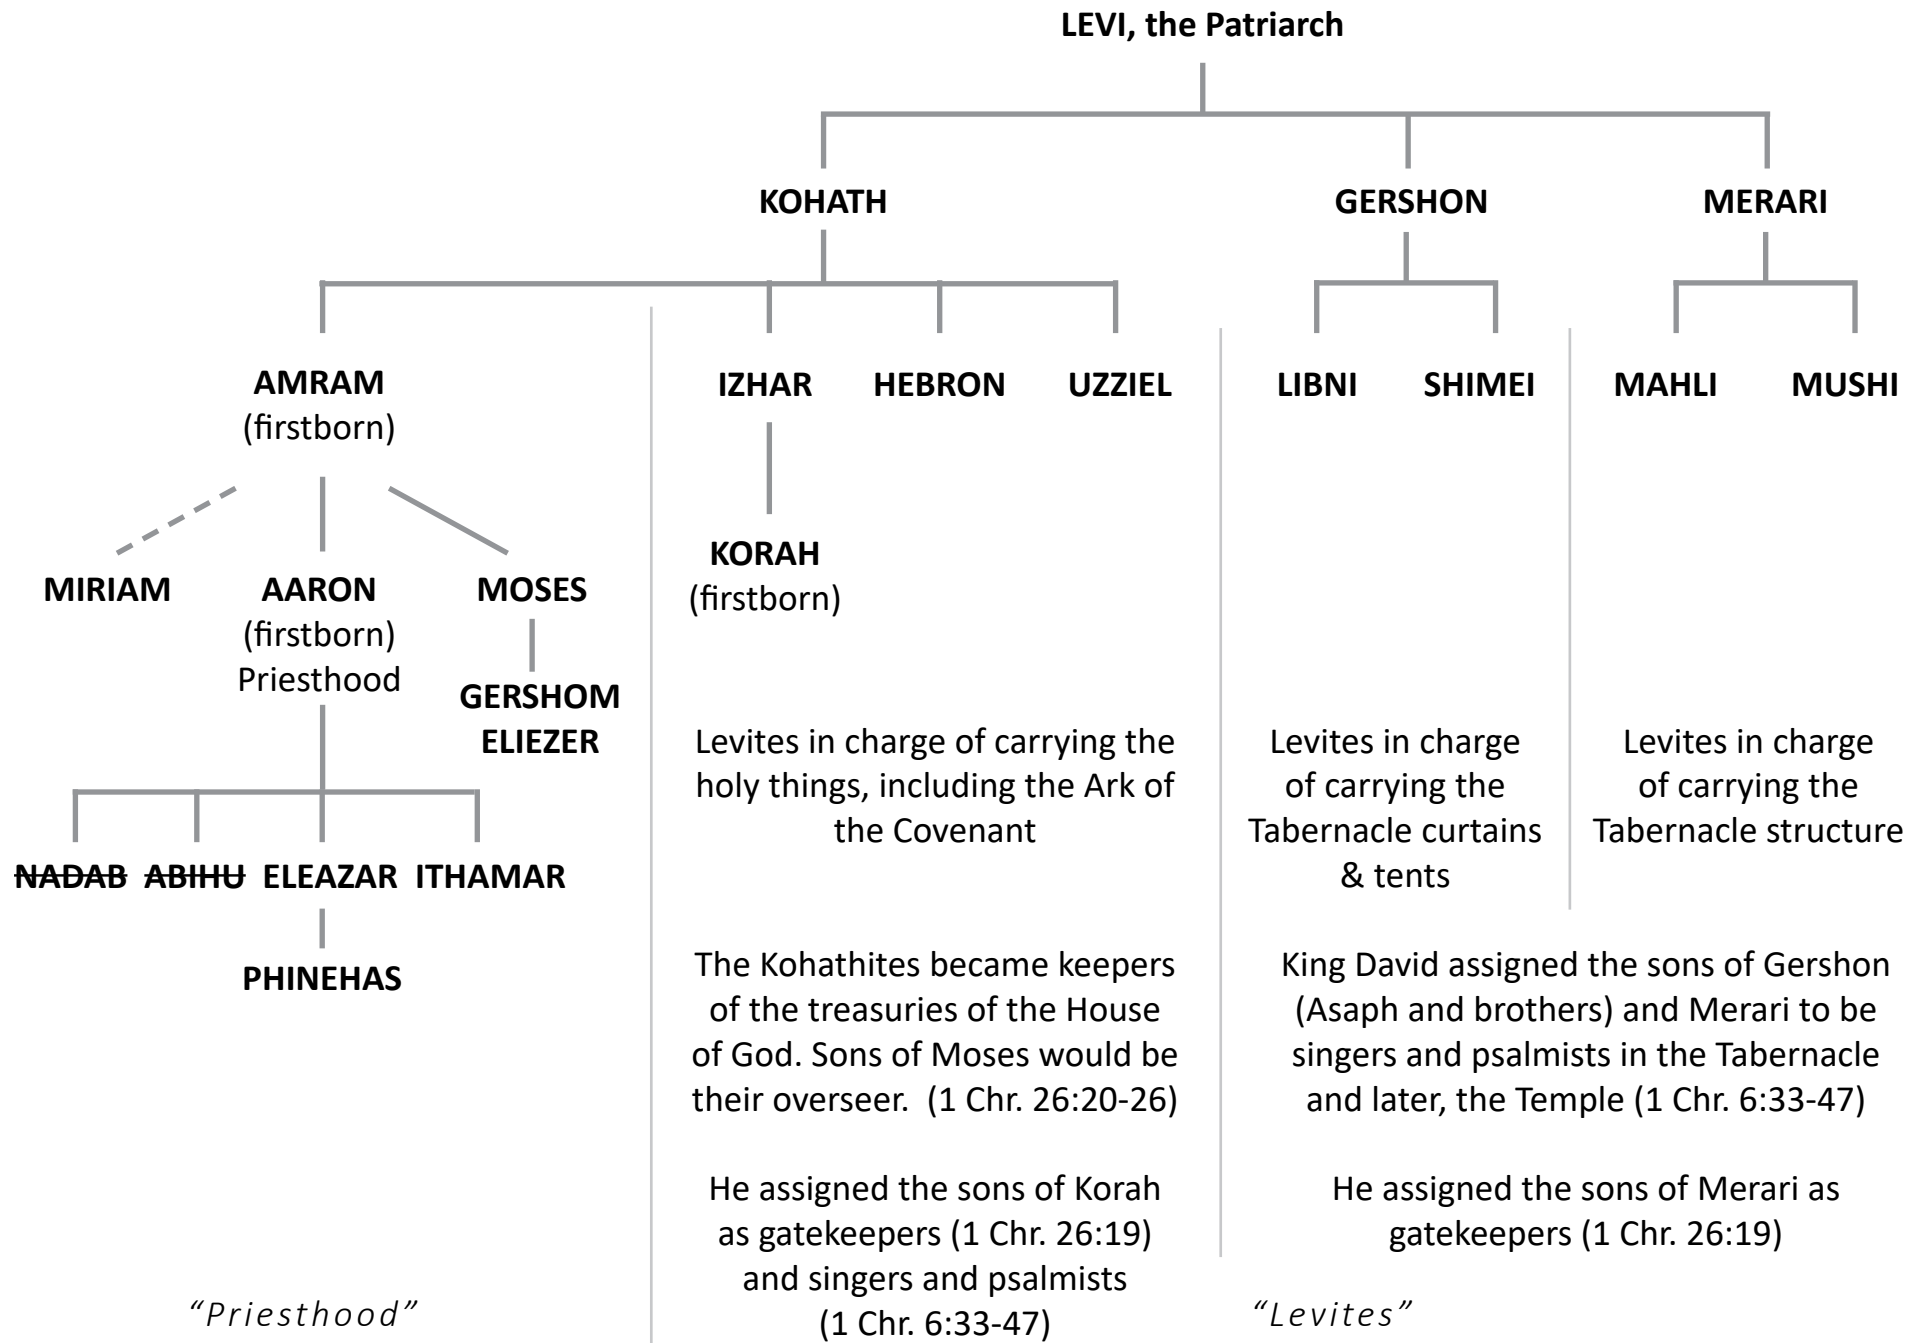 LEVI, the Patriarch
KOHATH
GERSHON
MERARI
AMRAM
(firstborn)
IZHAR
HEBRON
UZZIEL
LIBNI
SHIMEI
MAHLI
MUSHI
MIRIAM
AARON
(firstborn)
Priesthood
MOSES
GERSHOM
ELIEZER
KORAH
(firstborn)
NADAB
ABIHU
ELEAZAR
ITHAMAR
PHINEHAS
Levites in charge of carrying the
holy things, including the Ark of
the Covenant
Levites in charge
of carrying the
Tabernacle curtains
& tents
Levites in charge
of carrying the
Tabernacle structure
The Kohathites became keepers
of the treasuries of the House
of God. Sons of Moses would be
their overseer. (1 Chr. 26:20-26)
King David assigned the sons of Gershon
(Asaph and brothers) and Merari to be
singers and psalmists in the Tabernacle
and later, the Temple (1 Chr. 6:33-47)
He assigned the sons of Korah
as gatekeepers (1 Chr. 26:19)
and singers and psalmists
(1 Chr. 6:33-47)
He assigned the sons of Merari as
gatekeepers (1 Chr. 26:19)
“Priesthood”
“Levites”